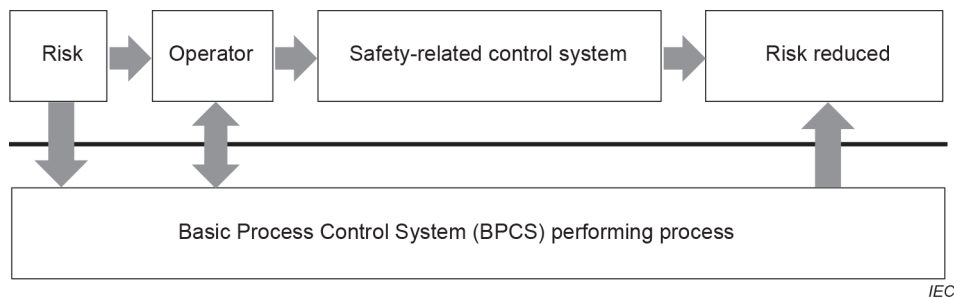 Risk
Operator
Safety-related control system
Risk reduced
Basic Process Control System (BPCS) performing process
IEC